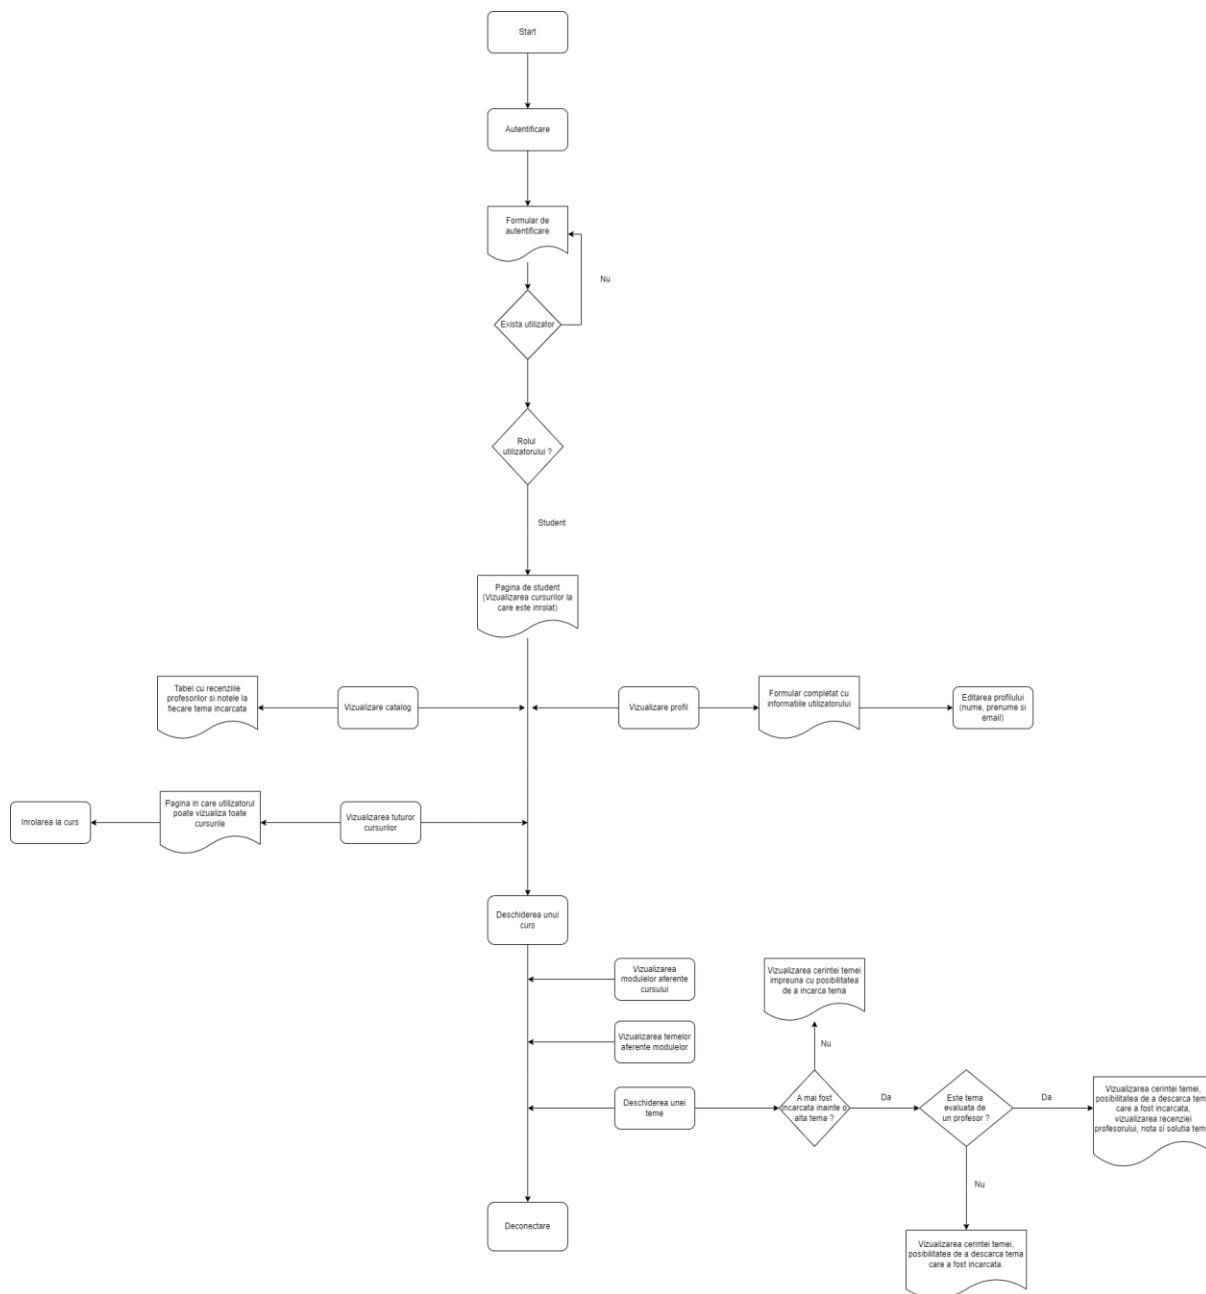 Start
Autentificare
Formular de
autentificare
Nu
Exista utilizator
Rolul
utilizatorului ?
Student
Pagina de student
(Vizualizarea cursurilor la
care este inrolat)
Tabel cu recenziile
profesorilor si notele la
fiecare tema incarcata
Vizualizare catalog
Vizualizare profil
Formular completat cu
informatiile utilizatorului
Editarea profilului
(nume, prenume si
email)
Inrolarea la curs
Pagina in care utilizatorul
poate vizualiza toate
cursurile
Vizualizarea tuturor
cursurilor
Deschiderea unui
curs
Vizualizarea
modulelor aferente
cursului
Vizualizarea cerintei temei
impreuna cu posibilitatea
de a incarca tema
Vizualizarea temelor
aferente modulelor
Nu
Deschiderea unei
teme
A mai fost
incarcata inainte o
alta tema ?
Da
Este tema
evaluata de
un profesor ?
Da
Vizualizarea cerintei temei,
posibilitatea de a descarca tem
care a fost incarcata,
vizualizarea recenziei
profesorului, nota si solutia tem
Nu
Deconectare
Vizualizarea cerintei temei,
posibilitatea de a descarca tema
care a fost incarcata.